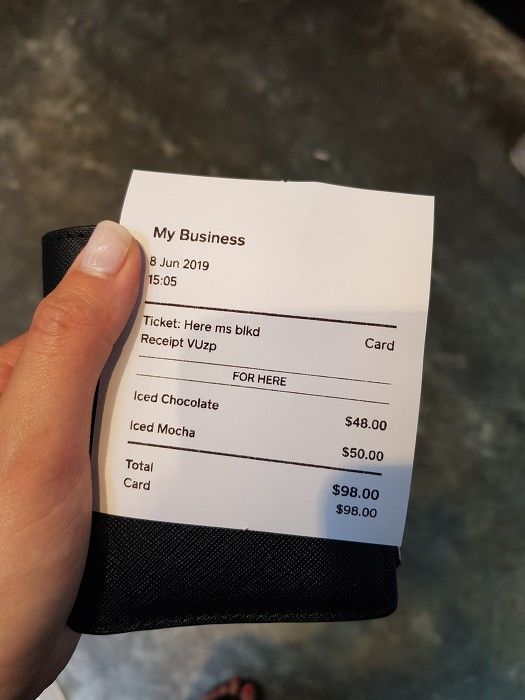 My Business
8 Jun 2019
15:05
Ticket: Here ms blkd
Receipt VUzp Card
FOR HERE
Iced Chocolate $48.00
Iced Mocha $50.00
Total $98.00
Card $98.00